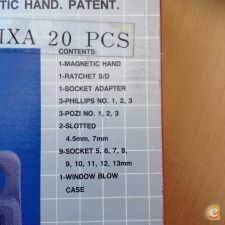 TIC HAND. PATENT.
IXA 20 PCS
CONTENTS:
1-MAGNETIC HAND
1-RATCHET S/D
1-SOCKET ADAPTER
3-PHILLIPS NO. 1, 2, 3
3-POZI NO. 1, 2, 3
2-SLOTTED
4.5mm, 7mm
9-SOCKET 5, 6, 7, 8,
9, 10, 11, 12, 13mm
1-WINDOW BLOW
CASE